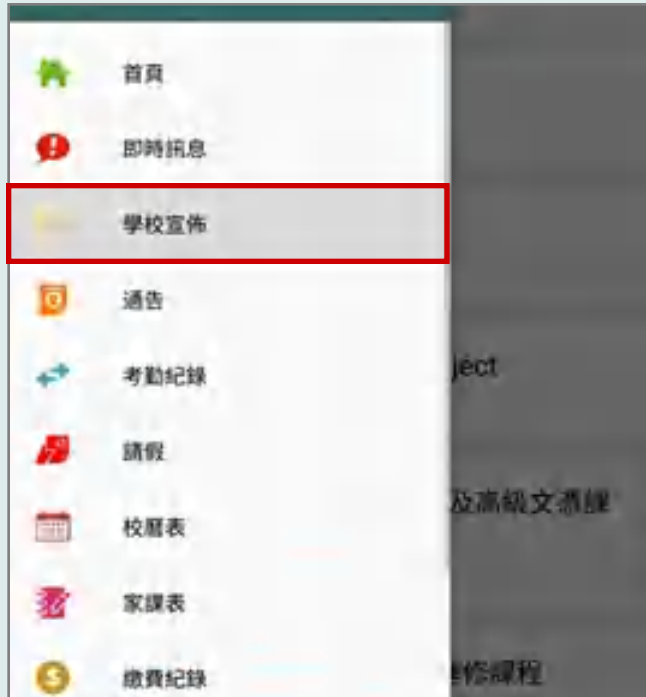 首頁
即時訊息
學校宣佈
通告
考勤紀錄
ject
請假
及高級文憑課
校曆表
家課表
繳費紀錄
修課程